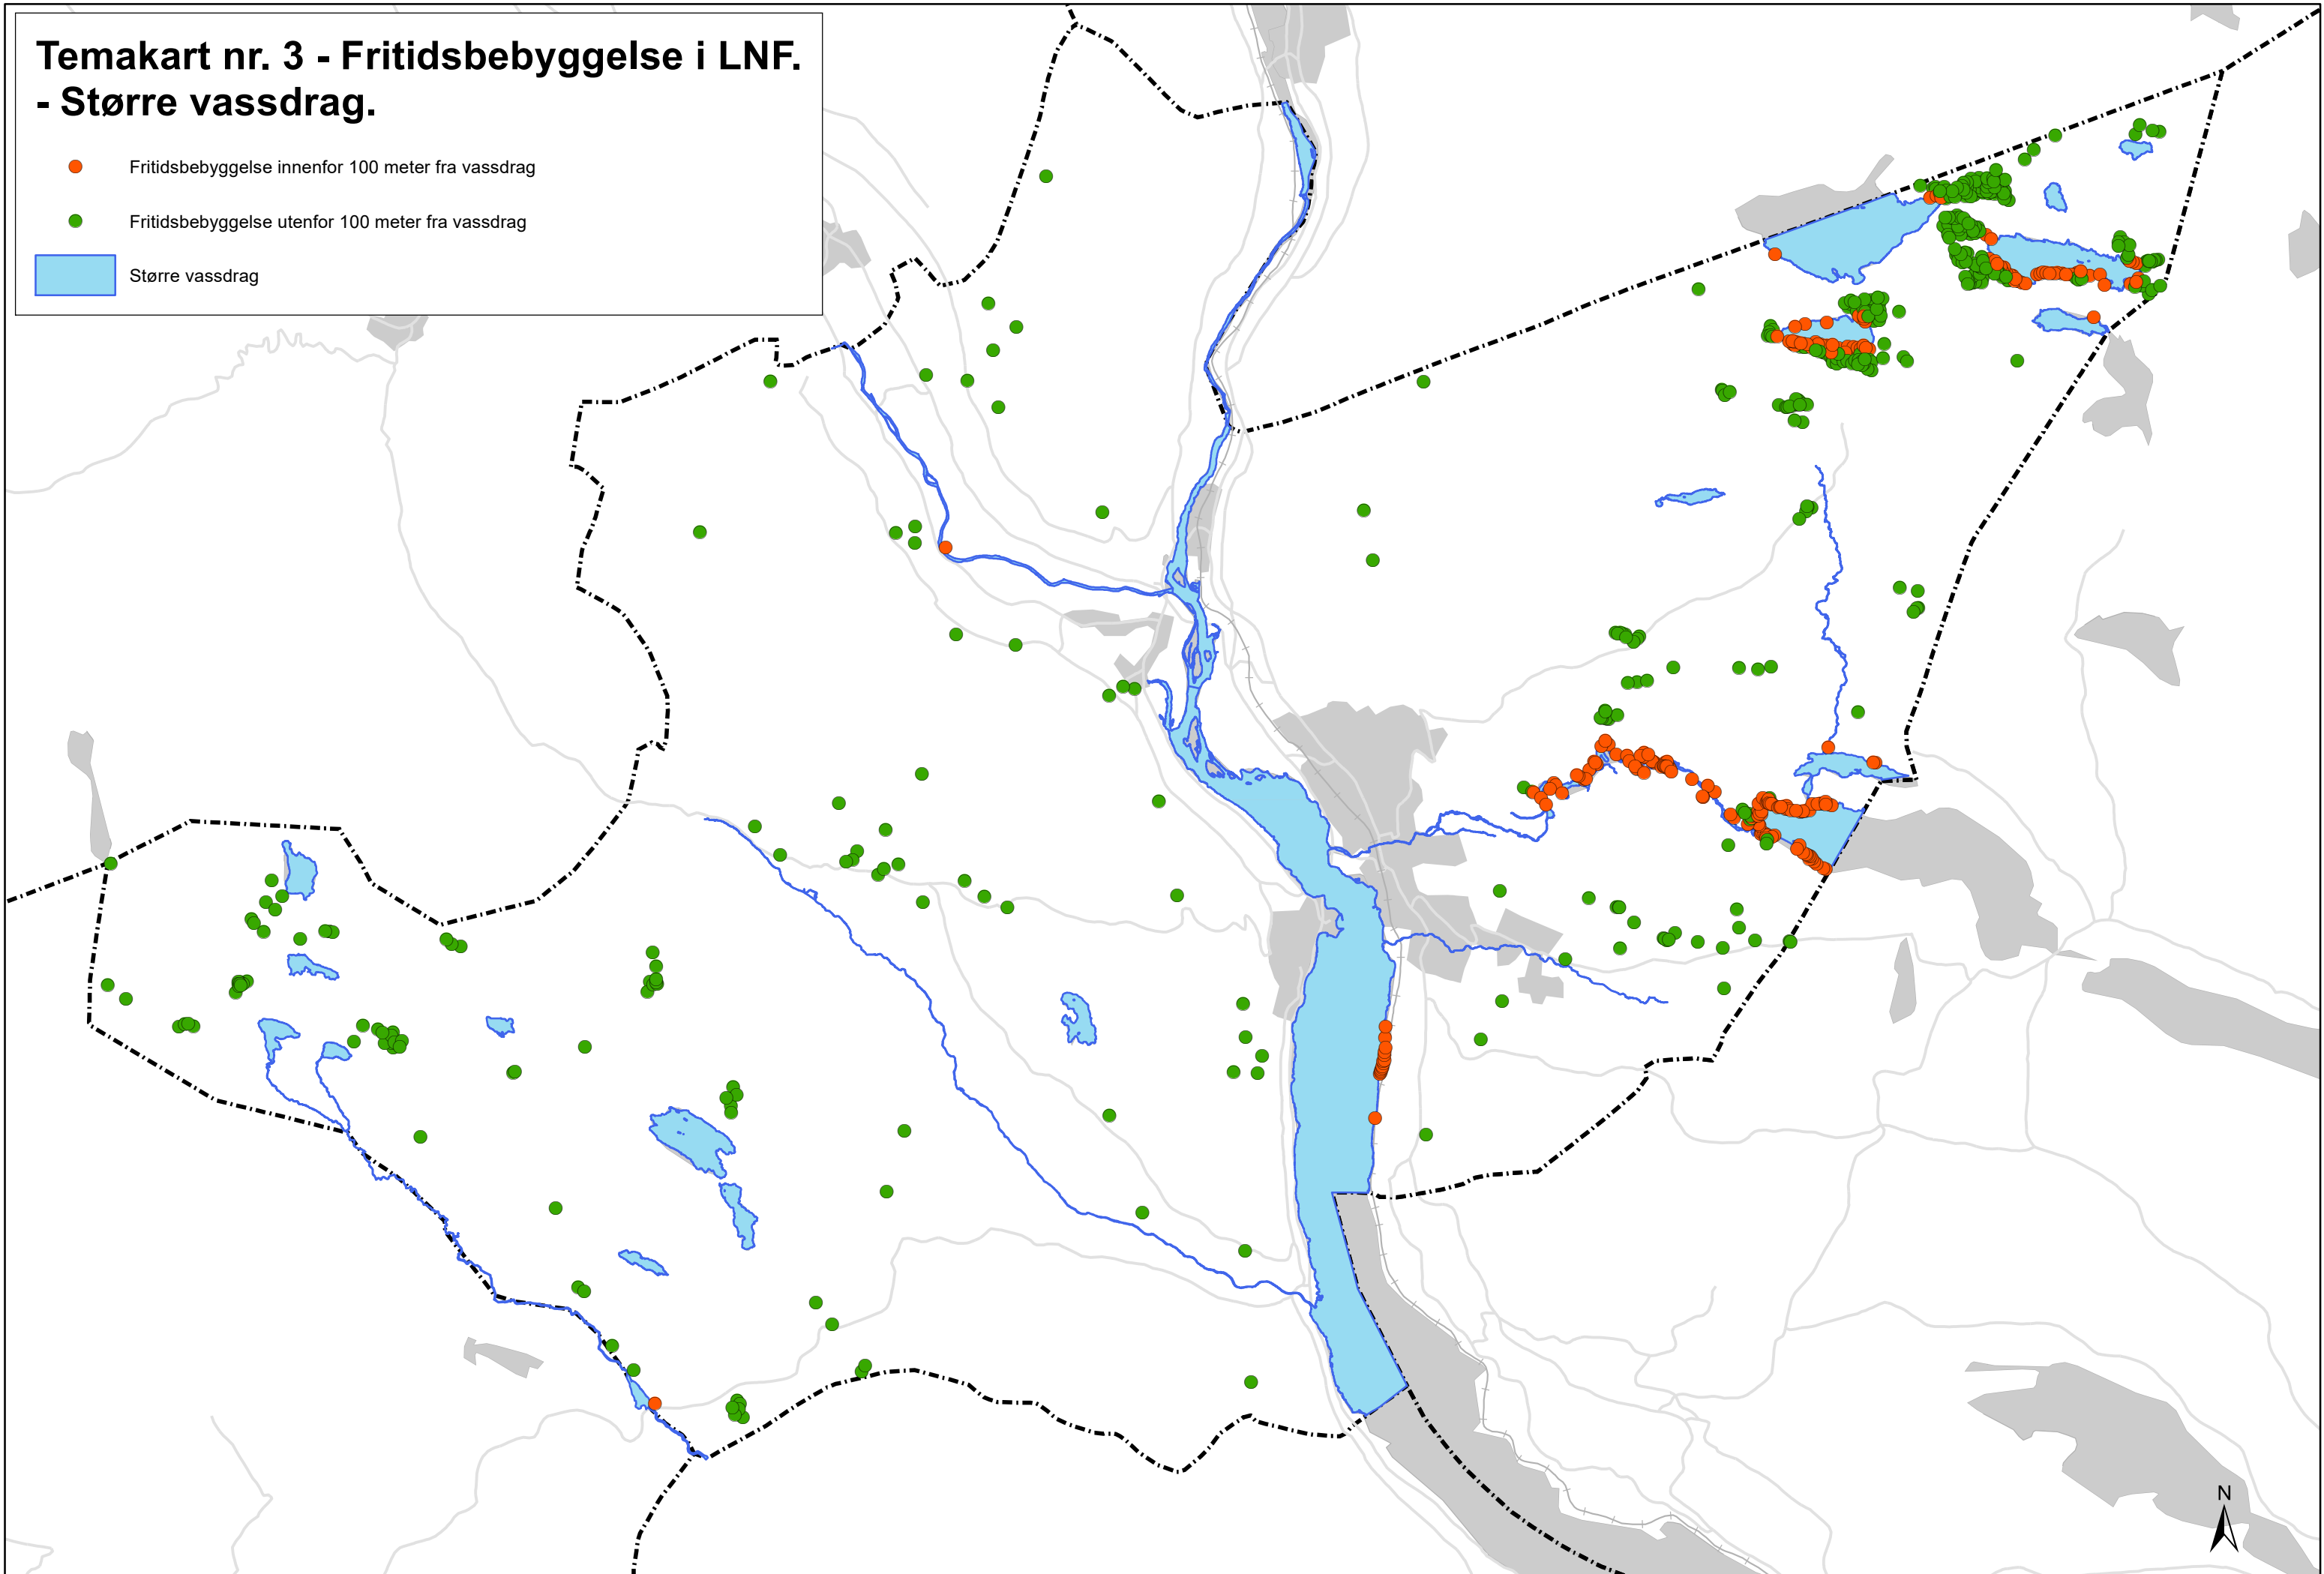 Temakart nr. 3 - Fritidsbebyggelse i LNF.
- Større vassdrag.
Fritidsbebyggelse innenfor 100 meter fra vassdrag
Fritidsbebyggelse utenfor 100 meter fra vassdrag
Større vassdrag
N